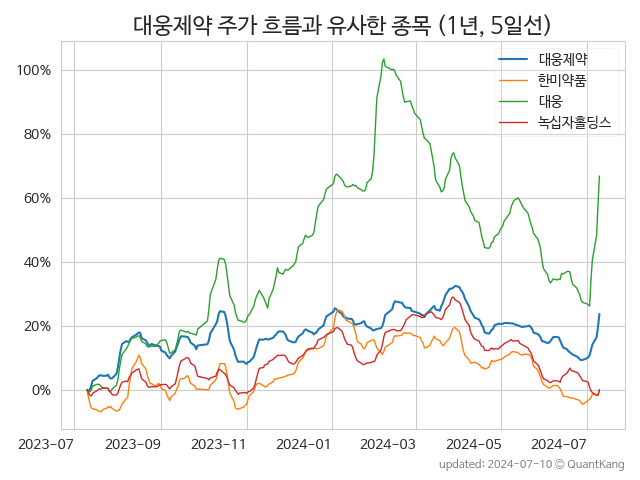 대웅제약 주가 흐름과 유사한 종목 (1년, 5일선)
대웅제약
한미약품
대웅
녹십자홀딩스
100%
80%
60%
40%
20%
0%
2023-07 2023-09 2023-11 2024-01 2024-03 2024-05 2024-07
updated: 2024-07-10 © QuantKang